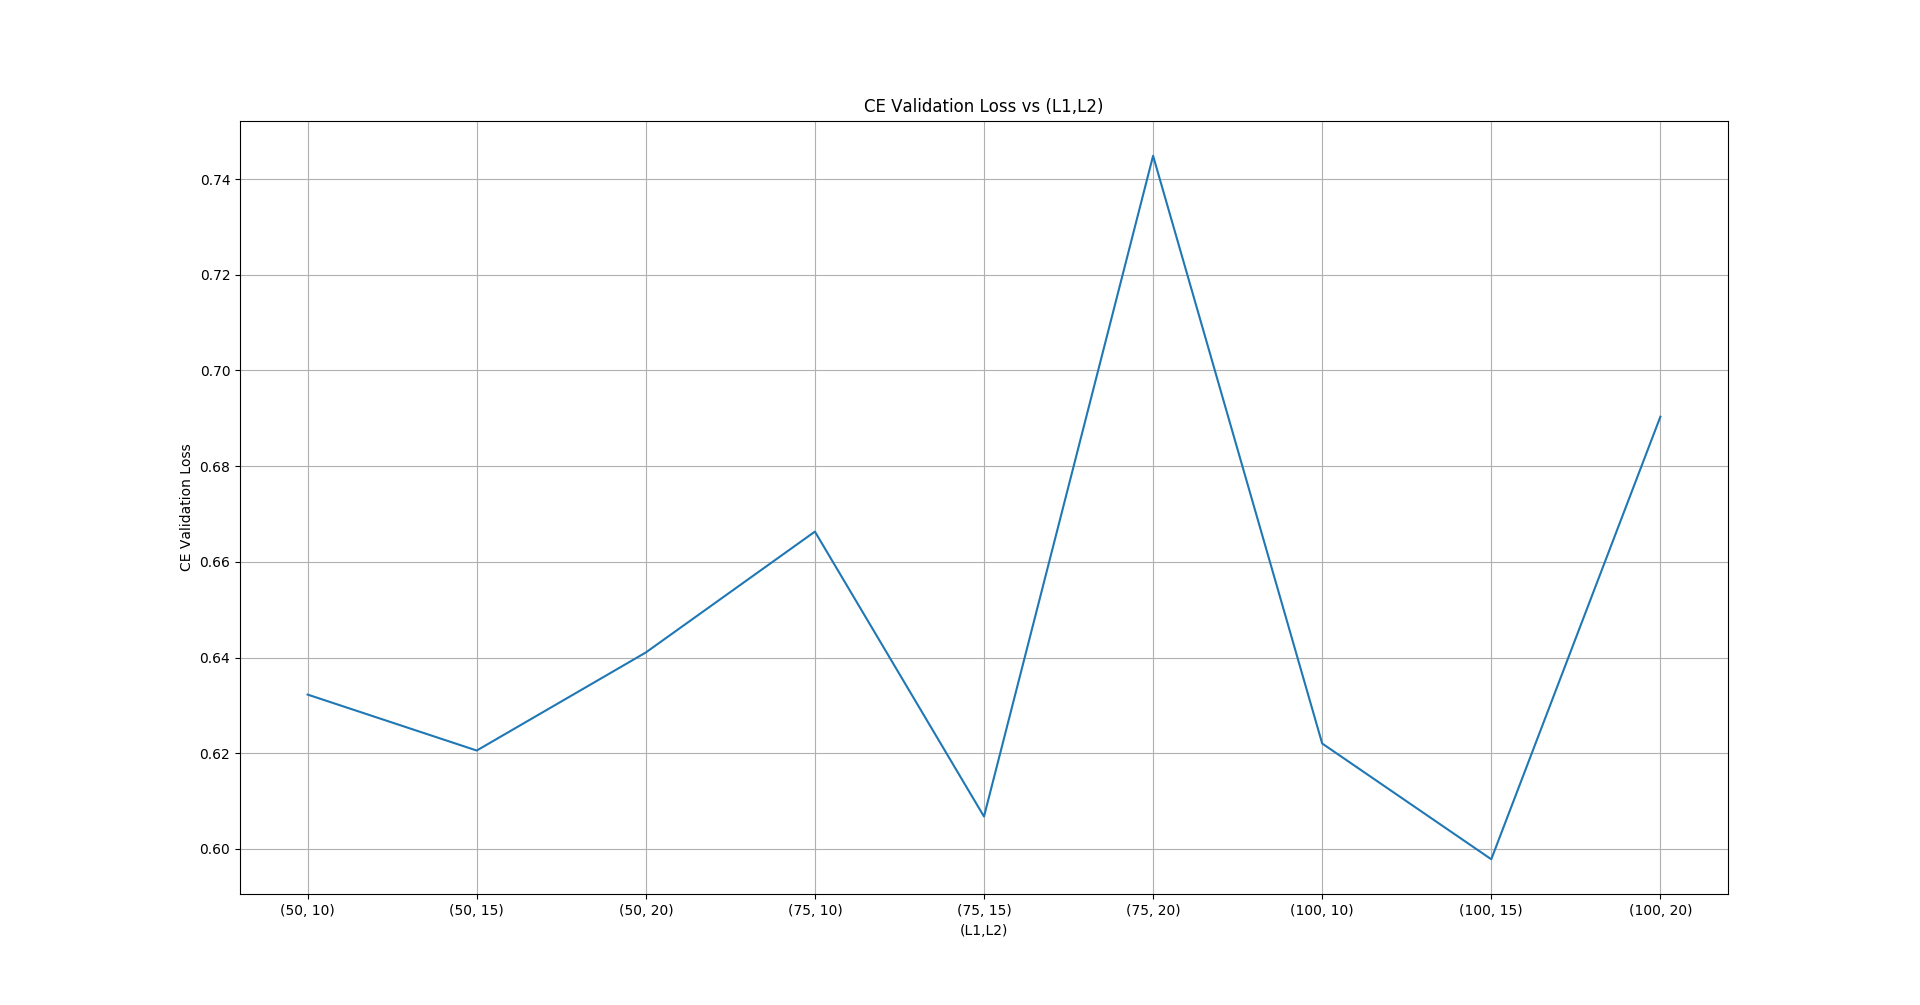 CE Validation Loss vs (L1,L2)
CE Validation Loss
0.74
0.72
0.70
0.68
0.66
0.64
0.62
0.60
(50, 10) (50, 15) (50, 20) (75, 10) (75, 15) (75, 20) (100, 10) (100, 15) (100, 20)
(L1,L2)